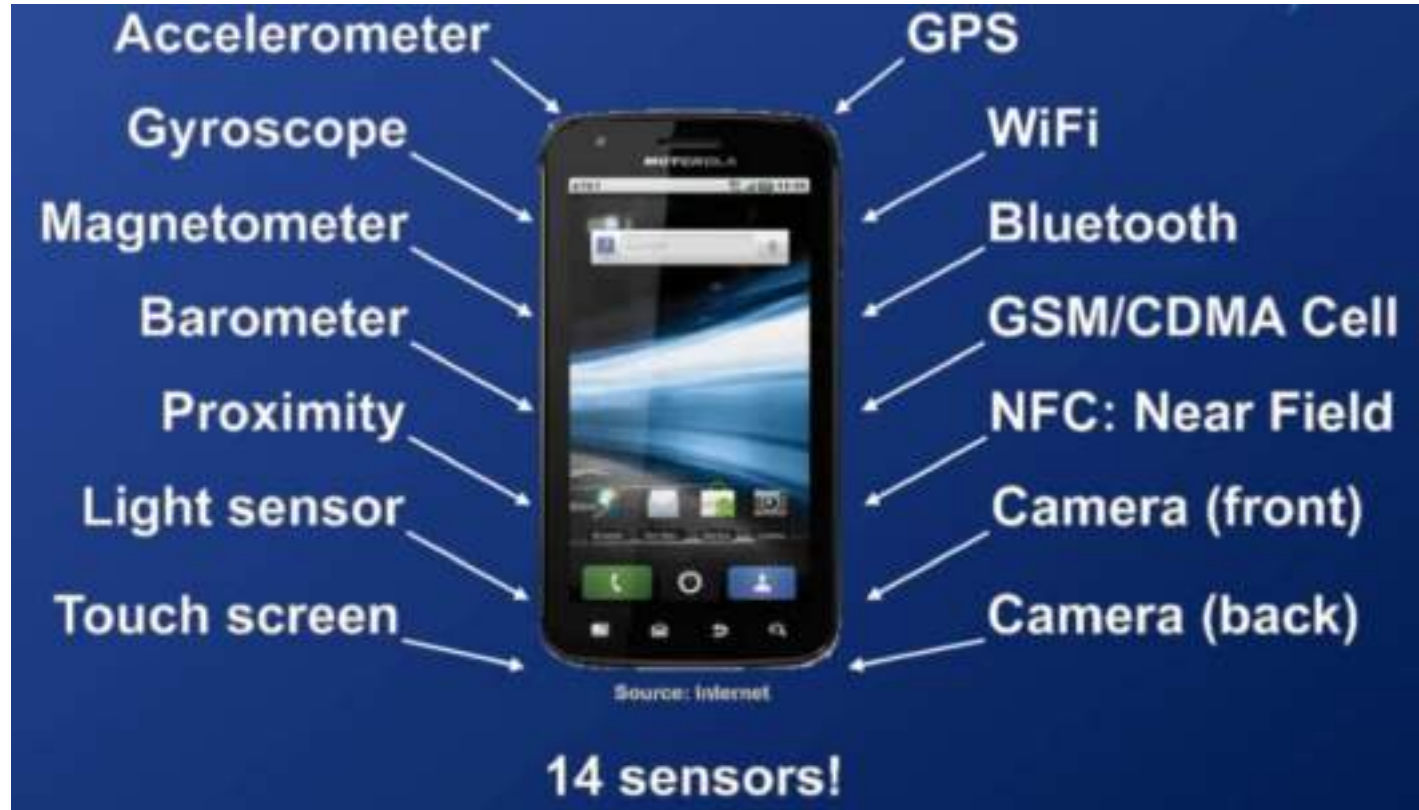 Accelerometer
GPS
Gyroscope
WiFi
Magnetometer
Bluetooth
Barometer
GSM/CDMA Cell
Proximity
NFC: Near Field
Light sensor
Camera (front)
Touch screen
Camera (back)
MOTOROLA
Source: Internet
14 sensors!